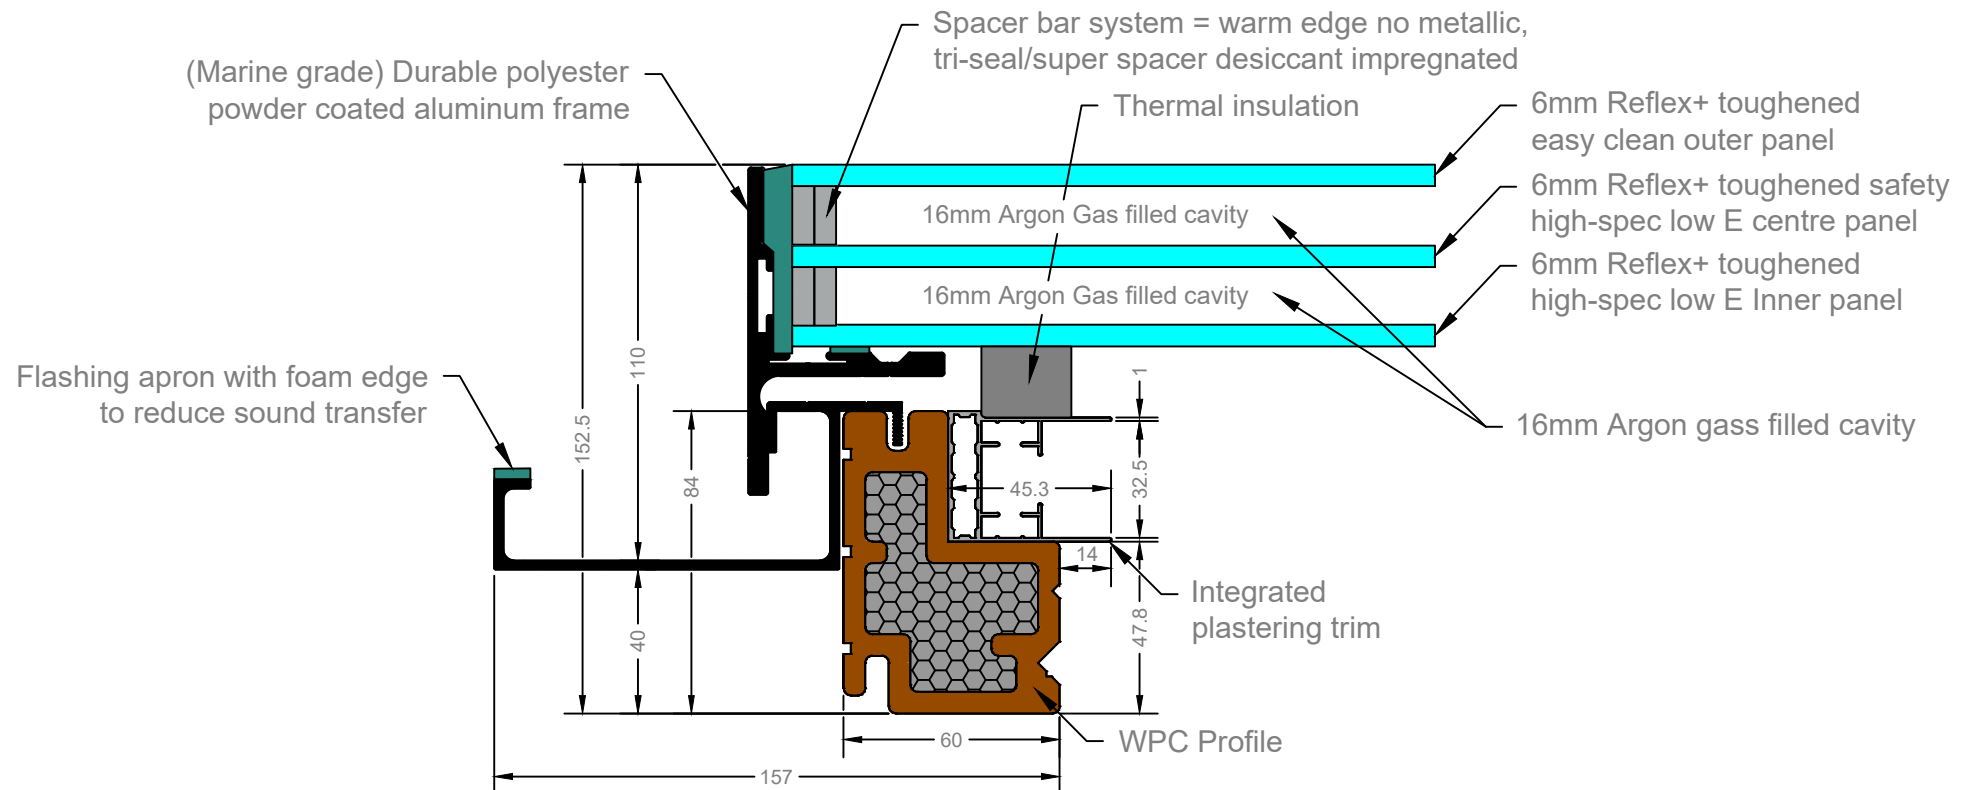 Spacer bar system = warm edge no metallic,
tri-seal/super spacer desiccant impregnated
(Marine grade) Durable polyester
powder coated aluminum frame
Thermal insulation
6mm Reflex+ toughened
easy clean outer panel
6mm Reflex+ toughened safety
high-spec low E centre panel
6mm Reflex+ toughened
high-spec low E Inner panel
16mm Argon Gas filled cavity
16mm Argon Gas filled cavity
Flashing apron with foam edge
to reduce sound transfer
16mm Argon gass filled cavity
152.5
110
84
40
1
32.5
45.3
14
47.8
Integrated
plastering trim
WPC Profile
60
157